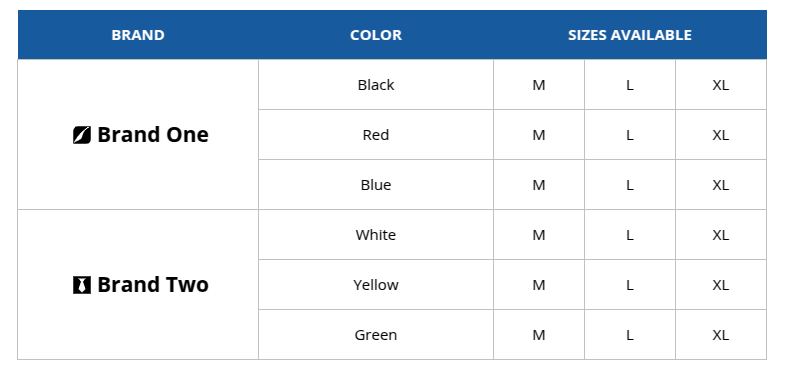 BRAND COLOR SIZES AVAILABLE
Brand One
Black M L XL
Red M L XL
Blue M L XL
Brand Two
White M L XL
Yellow M L XL
Green M L XL